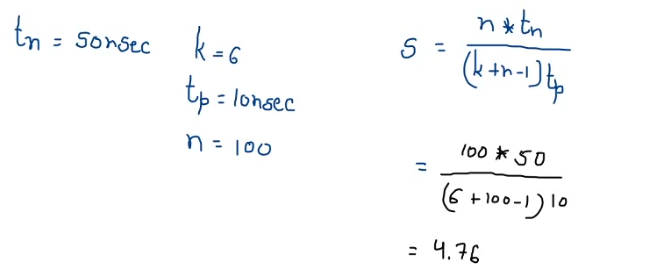 tn = 50nsec
k = 6
tp = 10nsec
n = 100
S = n * tn / (k + n - 1) tp
= 100 * 50 / (6 + 100 - 1) 10
= 4.76